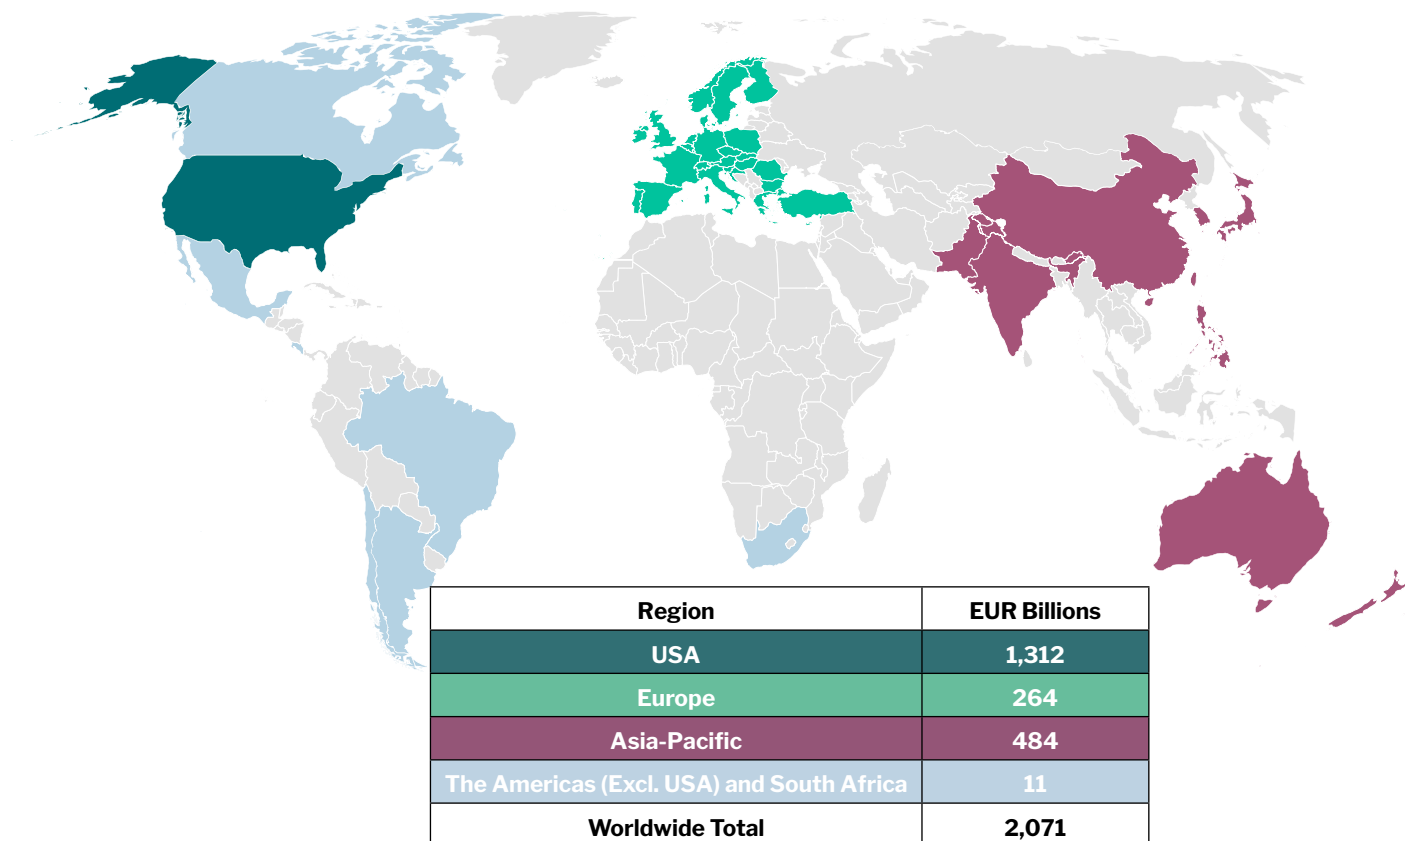 Region EUR Billions
USA 1,312
Europe 264
Asia-Pacific 484
The Americas (Excl. USA) and South Africa 11
Worldwide Total 2,071